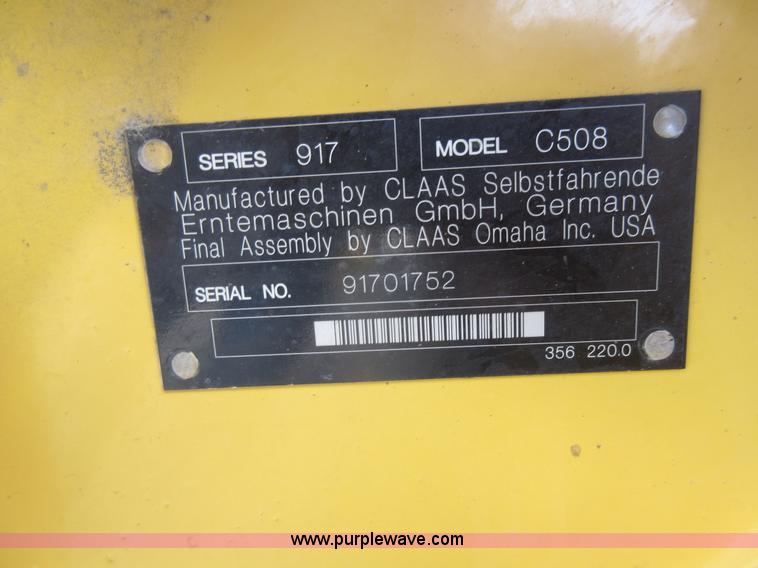 SERIES 917 MODEL C508
Manufactured by CLAAS Selbstfahrende
Erntemaschinen GmbH, Germany
Final Assembly by CLAAS Omaha Inc. USA
SERIAL NO. 91701752
356 220.0
www.purplewave.com